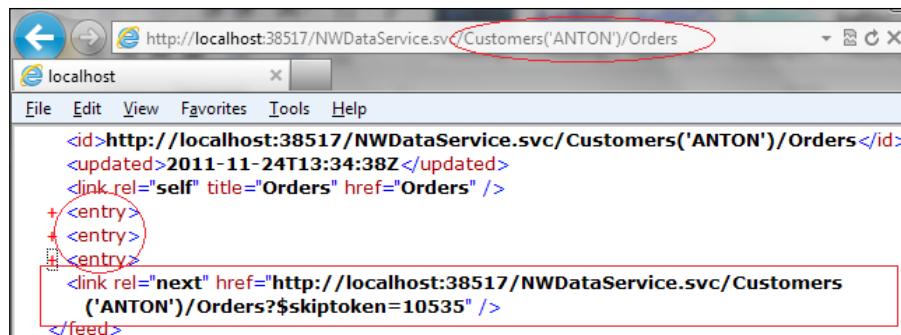 http://localhost:38517/NWDataService.svc/Customers('ANTON')/Orders
localhost
File Edit View Favorites Tools Help
<id>http://localhost:38517/NWDataService.svc/Customers('ANTON')/Orders</id>
<updated>2011-11-24T13:34:38Z</updated>
<link rel="self" title="Orders" href="Orders" />
+ <entry>
+ <entry>
+ <entry>
<link rel="next" href="http://localhost:38517/NWDataService.svc/Customers
('ANTON')/Orders?$skiptoken=10535" />
</feed>